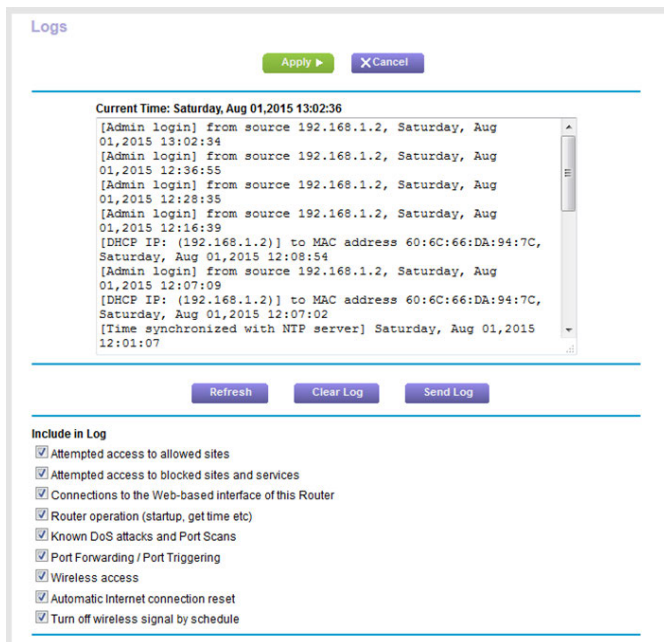 Logs
Apply
Cancel
Current Time: Saturday, Aug 01,2015 13:02:36
[Admin login] from source 192.168.1.2, Saturday, Aug
01,2015 13:02:34
[Admin login] from source 192.168.1.2, Saturday, Aug
01,2015 12:36:55
[Admin login] from source 192.168.1.2, Saturday, Aug
01,2015 12:28:35
[Admin login] from source 192.168.1.2, Saturday, Aug
01,2015 12:16:39
[DHCP IP: (192.168.1.2)] to MAC address 60:6C:66:DA:94:7C,
Saturday, Aug 01,2015 12:08:54
[Admin login] from source 192.168.1.2, Saturday, Aug
01,2015 12:07:09
[DHCP IP: (192.168.1.2)] to MAC address 60:6C:66:DA:94:7C,
Saturday, Aug 01,2015 12:07:02
[Time synchronized with NTP server] Saturday, Aug 01,2015
12:01:07
Refresh
Clear Log
Send Log
Include in Log
Attempted access to allowed sites
Attempted access to blocked sites and services
Connections to the Web-based interface of this Router
Router operation (startup, get time etc)
Known DoS attacks and Port Scans
Port Forwarding / Port Triggering
Wireless access
Automatic Internet connection reset
Turn off wireless signal by schedule